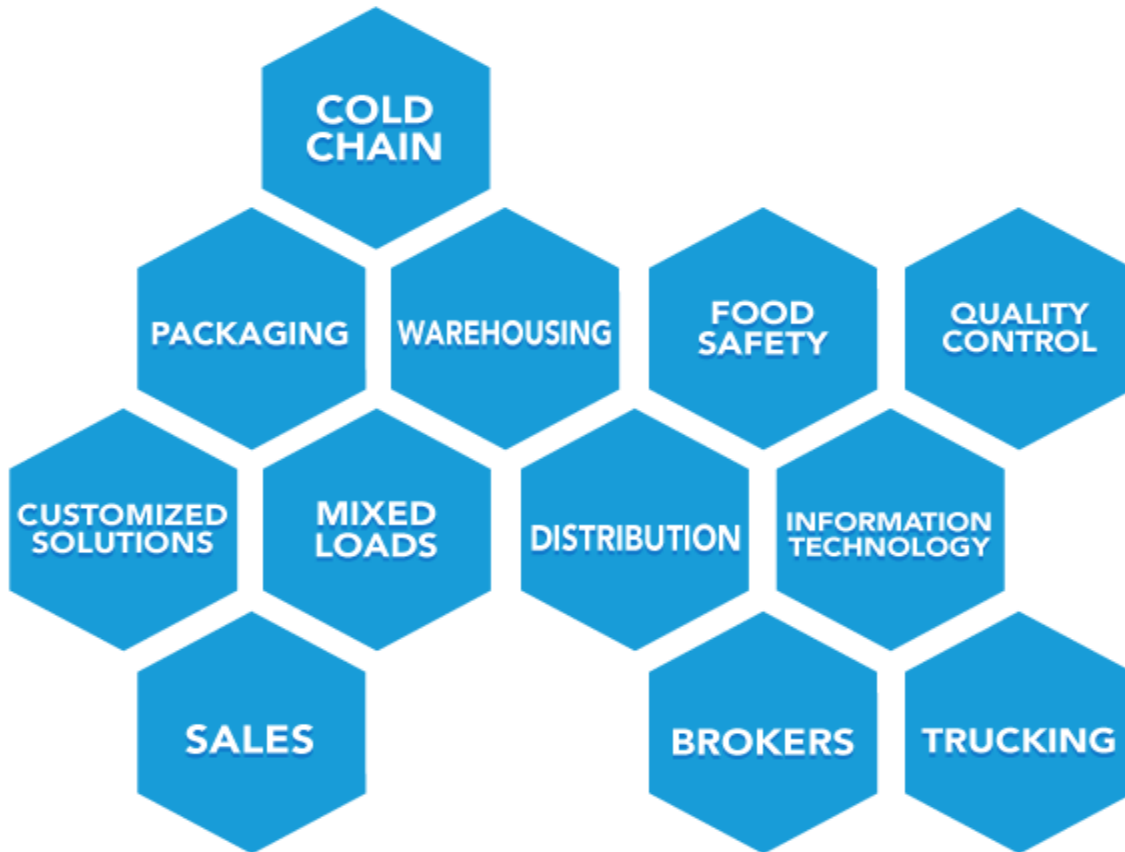 COLD
CHAIN
PACKAGING
WAREHOUSING
FOOD
SAFETY
QUALITY
CONTROL
CUSTOMIZED
SOLUTIONS
MIXED
LOADS
DISTRIBUTION
INFORMATION
TECHNOLOGY
SALES
BROKERS
TRUCKING